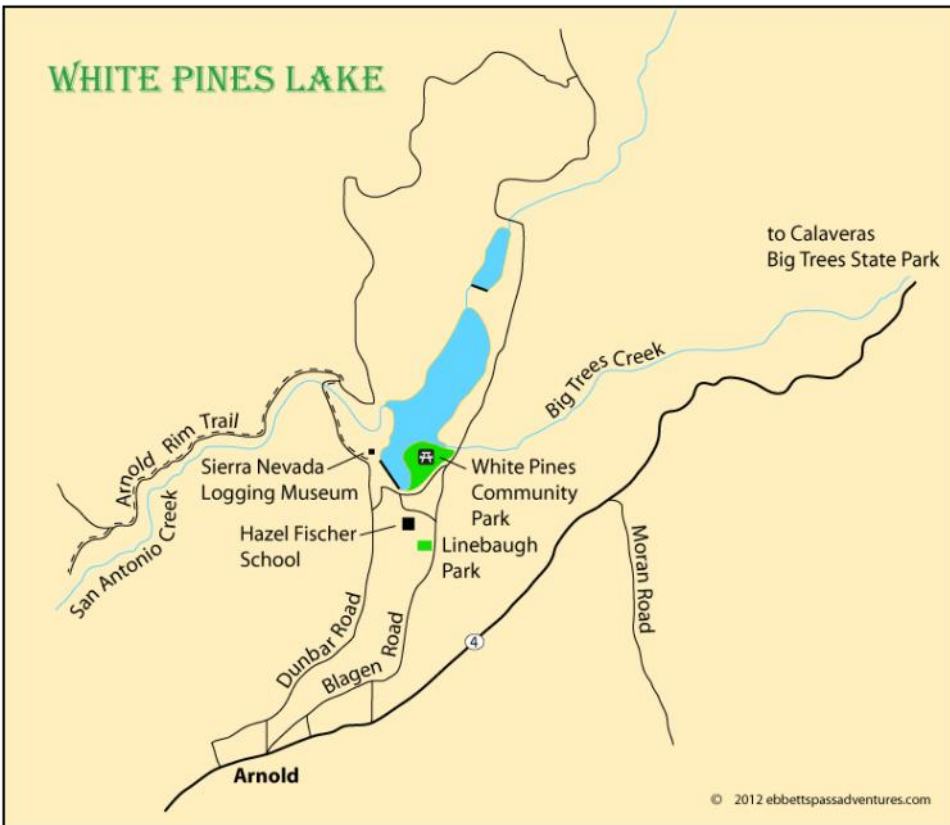 WHITE PINES LAKE
to Calaveras
Big Trees State Park
Big Trees Creek
Arnold Rim Trail
San Antonio Creek
Sierra Nevada
Logging Museum
White Pines
Community
Park
Hazel Fischer
School
Linebaugh
Park
Moran Road
Dunbar Road
Blagen Road
4
Arnold
© 2012 ebbettspassadventures.com